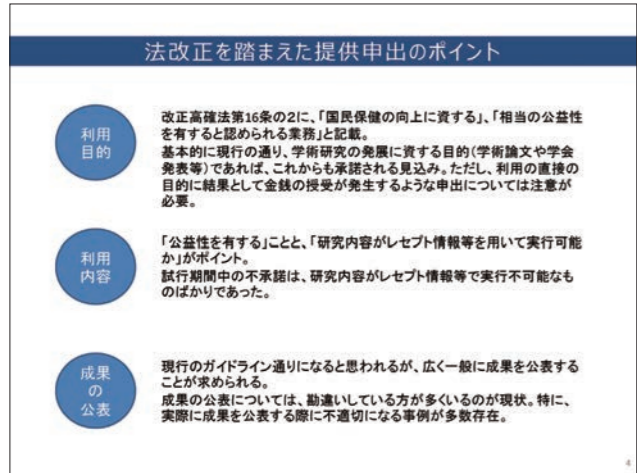 法改正を踏まえた提供申出のポイント
利用
目的
改正高確法第16条の2に、「国民保健の向上に資する」、「相当の公益性
を有すると認められる業務」と記載。
基本的に現行の通り、学術研究の発展に資する目的(学術論文や学会
発表等)であれば、これからも承諾される見込み。ただし、利用の直接の
目的に結果として金銭の授受が発生するような申出については注意が
必要。
利用
内容
「公益性を有する」ことと、「研究内容がレセプト情報等を用いて実行可能
か」がポイント。
試行期間中の不承諾は、研究内容がレセプト情報等で実行不可能なも
のばかりであった。
成果
の
公表
現行のガイドライン通りになると思われるが、広く一般に成果を公表する
ことが求められる。
成果の公表については、勘違いしている方が多くいるのが現状。特に、
実際に成果を公表する際に不適切になる事例が多数存在。
4